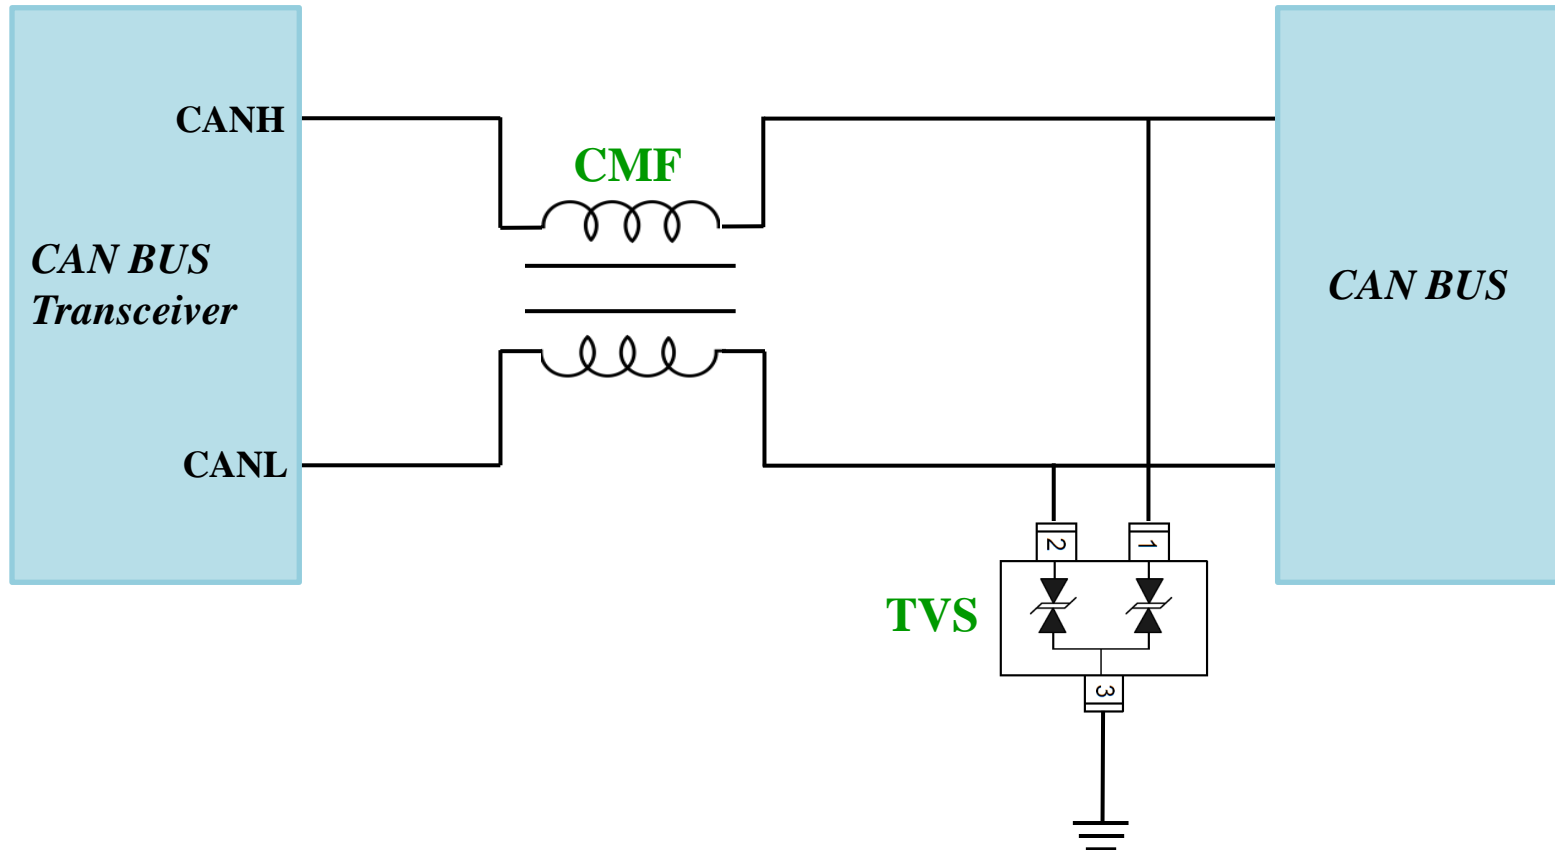 CANH
CMF
CAN BUS
Transceiver
CAN BUS
CANL
2
1
TVS
3